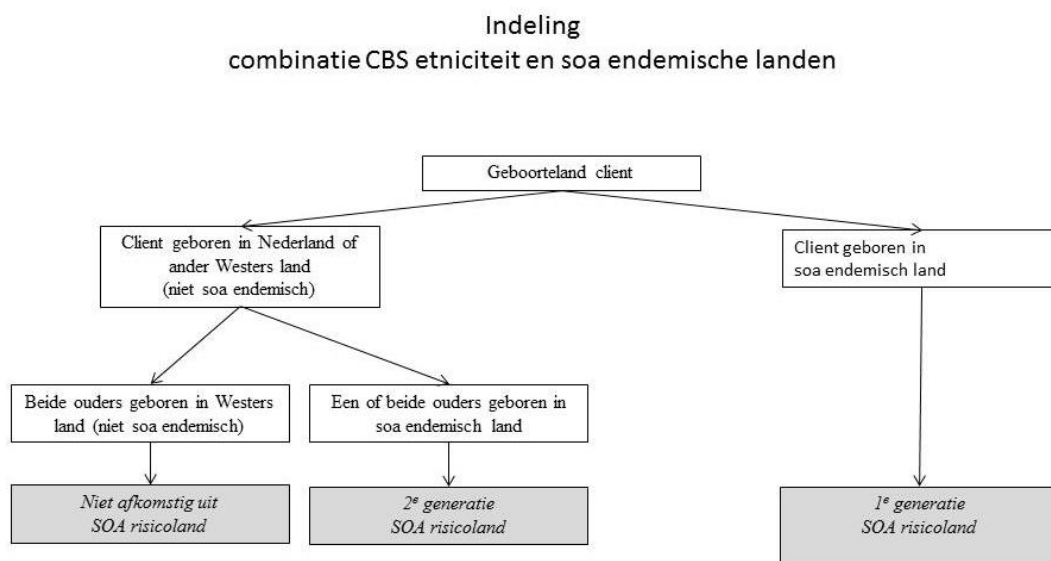 Indeling
combinatie CBS etniciteit en soa endemische landen
Geboorteland client
Client geboren in Nederland of
ander Westers land
(niet soa endemisch)
Client geboren in
soa endemisch land
Beide ouders geboren in Westers
land (niet soa endemisch)
Een of beide ouders geboren in
soa endemisch land
Niet afkomstig uit
SOA risicoland
2e generatie
SOA risicoland
1e generatie
SOA risicoland